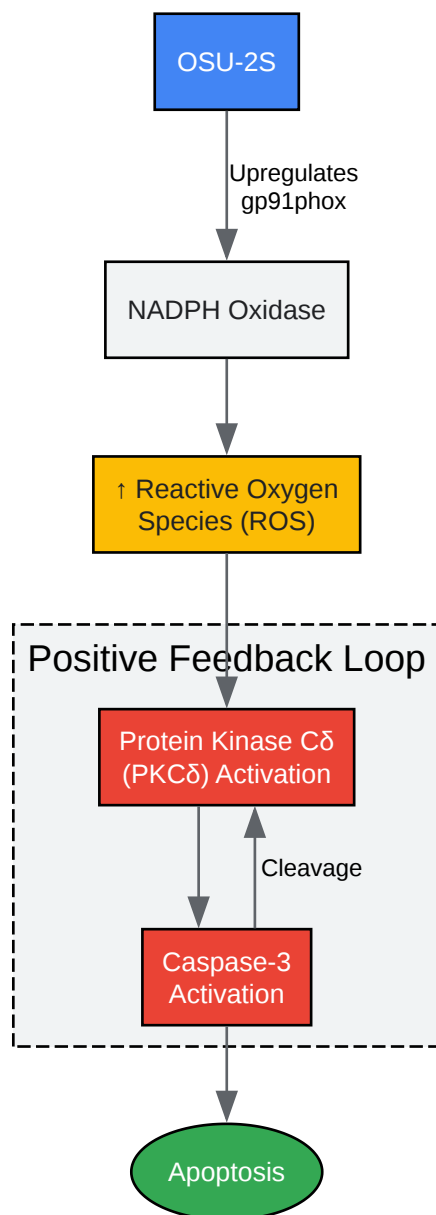 OSU-2S
Upregulates
gp91phox
NADPH Oxidase
↑ Reactive Oxygen
Species (ROS)
Positive Feedback Loop
Protein Kinase Cδ
(PKCδ) Activation
Cleavage
Caspase-3
Activation
Apoptosis